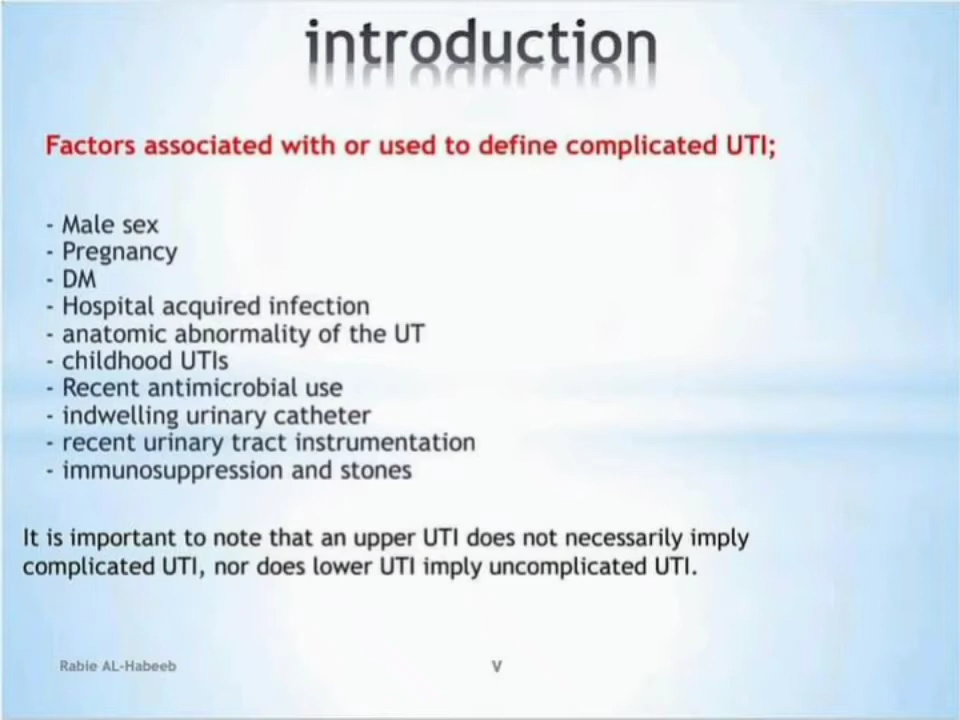 introduction
Factors associated with or used to define complicated UTI;
- Male sex
- Pregnancy
- DM
- Hospital acquired infection
- anatomic abnormality of the UT
- childhood UTIs
- Recent antimicrobial use
- indwelling urinary catheter
- recent urinary tract instrumentation
- immunosuppression and stones
It is important to note that an upper UTI does not necessarily imply
complicated UTI, nor does lower UTI imply uncomplicated UTI.
Rabie AL-Habeeb
٧